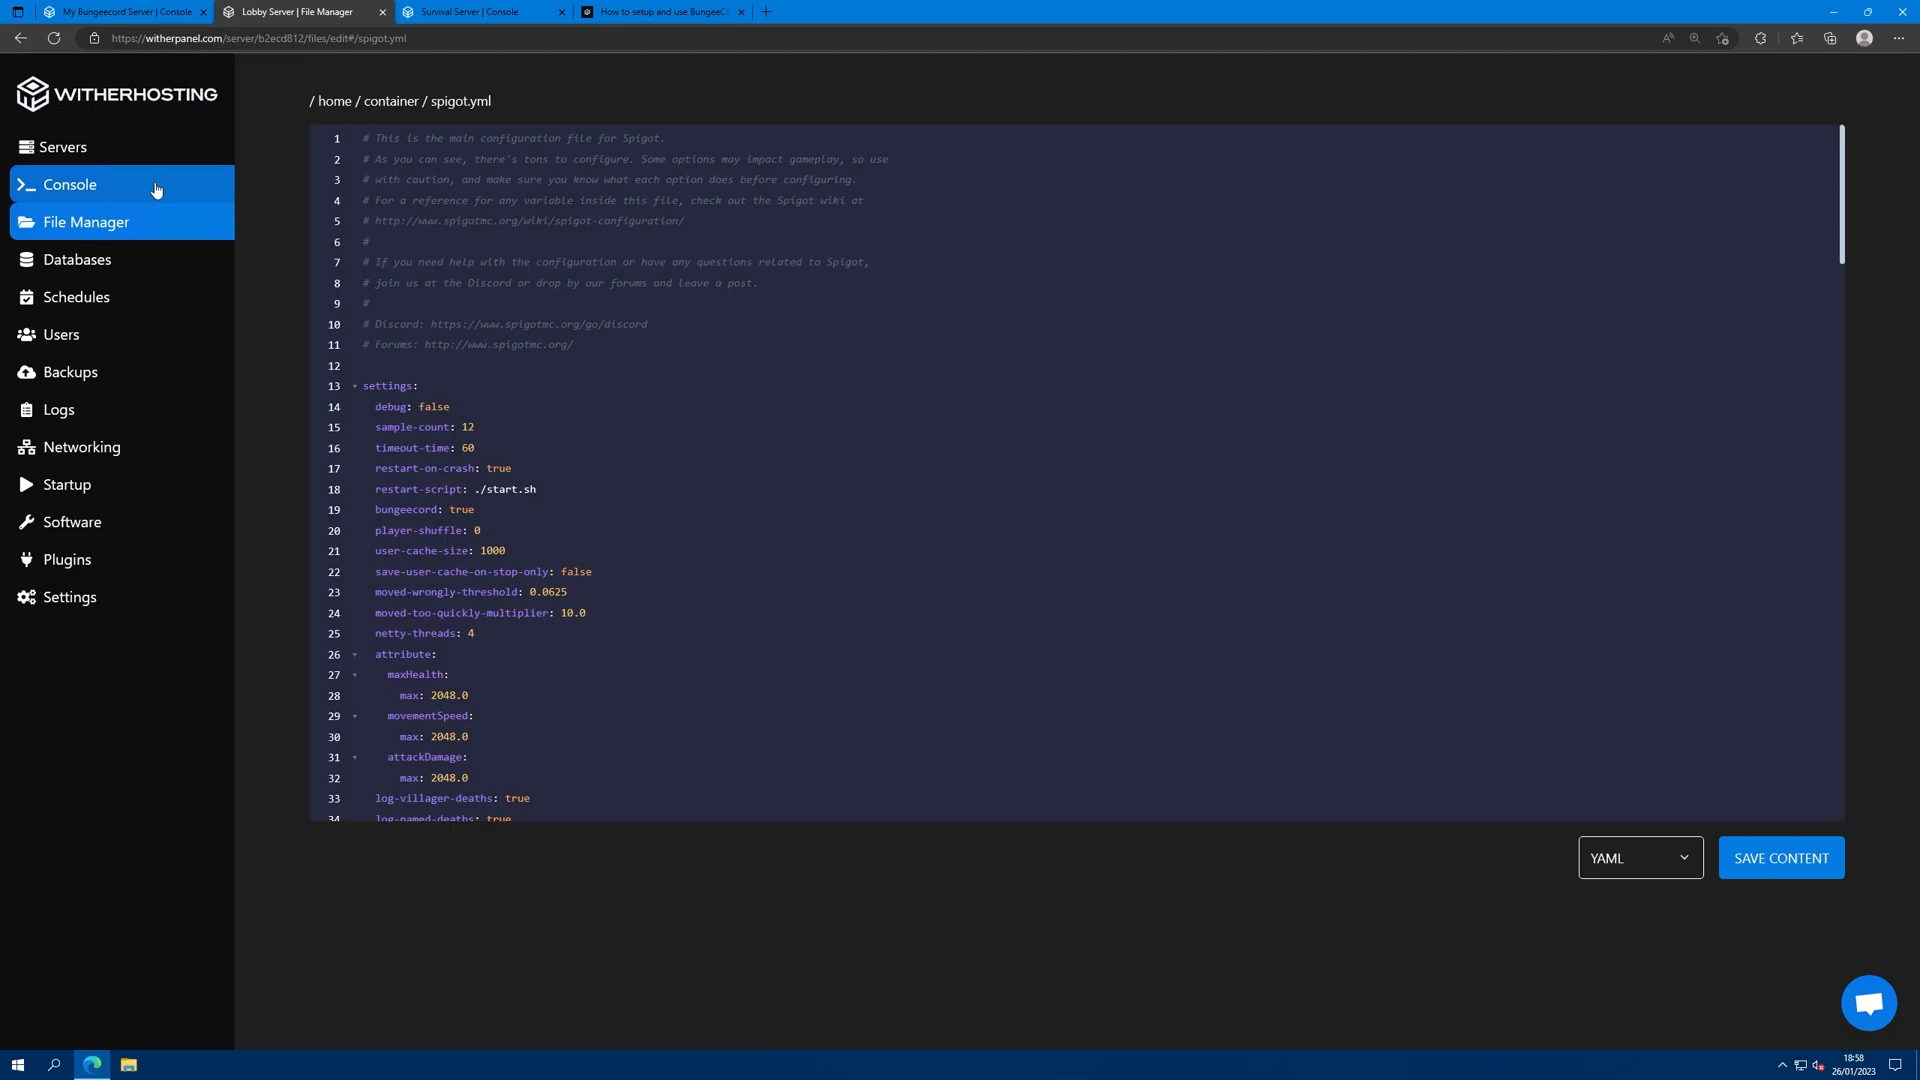 My Bungeecord Server | Console
Lobby Server | File Manager
Survival Server | Console
How to setup and use BungeeCo
https://witherpanel.com/server/b2ecd812/files/edit#/spigot.yml
WITHERHOSTING
Servers
Console
File Manager
Databases
Schedules
Users
Backups
Logs
Networking
Startup
Software
Plugins
Settings
/ home / container / spigot.yml
1 # This is the main configuration file for Spigot.
2 # As you can see, there's tons to configure. Some options may impact gameplay, so use
3 # with caution, and make sure you know what each option does before configuring.
4 # For a reference for any variable inside this file, check out the Spigot wiki at
5 # http://www.spigotmc.org/wiki/spigot-configuration/
6 #
7 # If you need help with the configuration or have any questions related to Spigot,
8 # join us at the Discord or drop by our forums and leave a post.
9 #
10 # Discord: https://www.spigotmc.org/go/discord
11 # Forums: http://www.spigotmc.org/
12
13 settings:
14 debug: false
15 sample-count: 12
16 timeout-time: 60
17 restart-on-crash: true
18 restart-script: ./start.sh
19 bungeecord: true
20 player-shuffle: 0
21 user-cache-size: 1000
22 save-user-cache-on-stop-only: false
23 moved-wrongly-threshold: 0.0625
24 moved-too-quickly-multiplier: 10.0
25 netty-threads: 4
26 attribute:
27 maxHealth:
28 max: 2048.0
29 movementSpeed:
30 max: 2048.0
31 attackDamage:
32 max: 2048.0
33 log-villager-deaths: true
34 log-named-deaths: true
YAML
SAVE CONTENT
18:58
26/01/2023